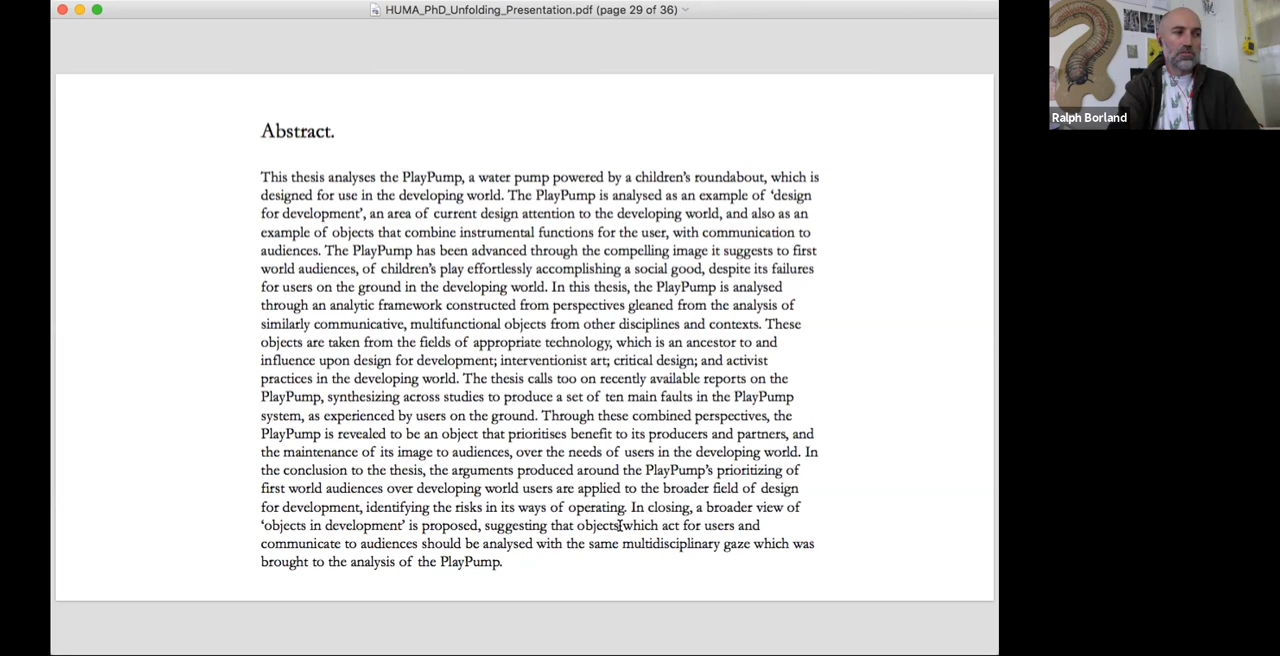 HUMA_PhD_Unfolding_Presentation.pdf (page 29 of 36)
Ralph Borland
Abstract.
This thesis analyses the PlayPump, a water pump powered by a children's roundabout, which is
designed for use in the developing world. The PlayPump is analysed as an example of 'design
for development', an area of current design attention to the developing world, and also as an
example of objects that combine instrumental functions for the user, with communication to
audiences. The PlayPump has been advanced through the compelling image it suggests to first
world audiences, of children's play effortlessly accomplishing a social good, despite its failures
for users on the ground in the developing world. In this thesis, the PlayPump is analysed
through an analytic framework constructed from perspectives gleaned from the analysis of
similarly communicative, multifunctional objects from other disciplines and contexts. These
objects are taken from the fields of appropriate technology, which is an ancestor to and
influence upon design for development; interventionist art; critical design; and activist
practices in the developing world. The thesis calls too on recently available reports on the
PlayPump, synthesizing across studies to produce a set of ten main faults in the PlayPump
system, as experienced by users on the ground. Through these combined perspectives, the
PlayPump is revealed to be an object that prioritises benefit to its producers and partners, and
the maintenance of its image to audiences, over the needs of users in the developing world. In
the conclusion to the thesis, the arguments produced around the PlayPump's prioritizing of
first world audiences over developing world users are applied to the broader field of design
for development, identifying the risks in its ways of operating. In closing, a broader view of
'objects in development' is proposed, suggesting that objects which act for users and
communicate to audiences should be analysed with the same multidisciplinary gaze which was
brought to the analysis of the PlayPump.